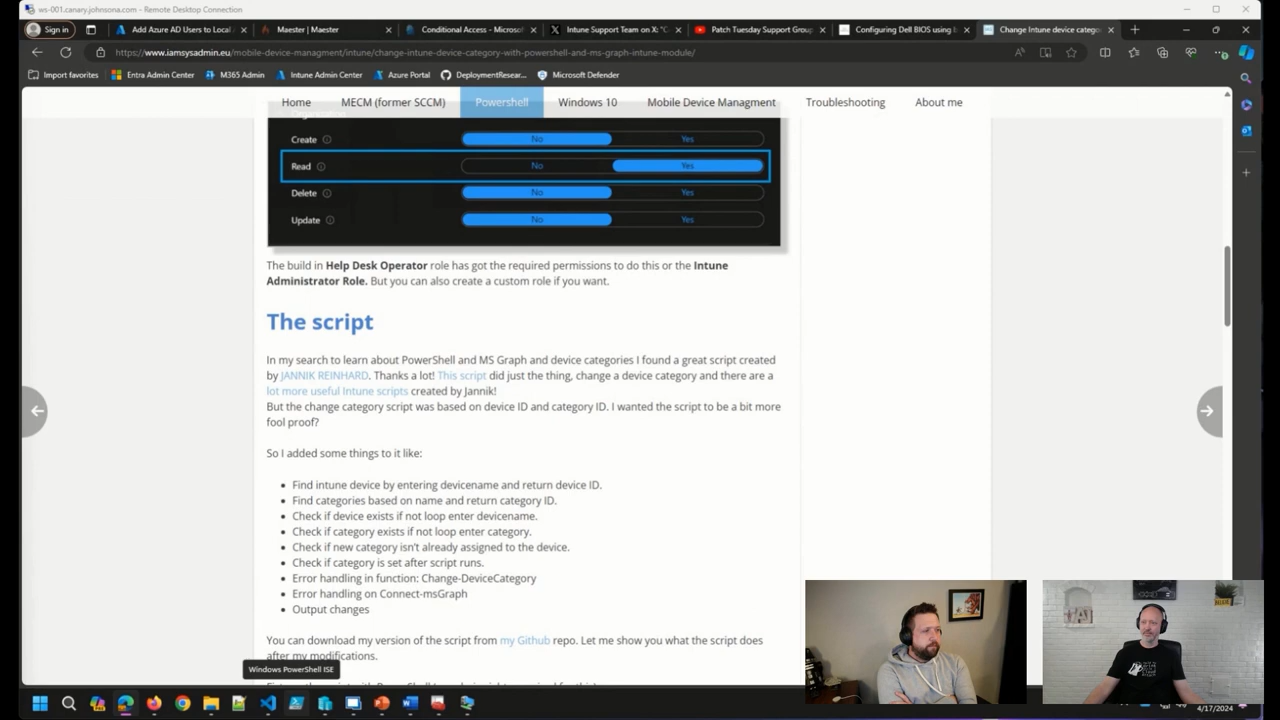 ws-001.canary.johnsona.com - Remote Desktop Connection
Sign in
Add Azure AD Users to Local
Maester | Maester
Conditional Access - Microsof
Intune Support Team on X: "C
Patch Tuesday Support Group
Configuring Dell BIOS using I
Change Intune device catego
https://www.iamsysadmin.eu/mobile-device-managment/intune/change-intune-device-category-with-powershell-and-ms-graph-intune-module/
Import favorites
Entra Admin Center
M365 Admin
Intune Admin Center
Azure Portal
DeploymentResear...
Microsoft Defender
Home
MECM (former SCCM)
Powershell
Windows 10
Mobile Device Managment
Troubleshooting
About me
Create
No
Yes
Read
No
Yes
Delete
No
Yes
Update
No
Yes
The build in Help Desk Operator role has got the required permissions to do this or the Intune
Administrator Role. But you can also create a custom role if you want.
The script
In my search to learn about PowerShell and MS Graph and device categories I found a great script created
by JANNIK REINHARD. Thanks a lot! This script did just the thing, change a device category and there are a
lot more useful Intune scripts created by Jannik!
But the change category script was based on device ID and category ID. I wanted the script to be a bit more
fool proof?
So I added some things to it like:
• Find intune device by entering devicename and return device ID.
• Find categories based on name and return category ID.
• Check if device exists if not loop enter devicename.
• Check if category exists if not loop enter category.
• Check if new category isn't already assigned to the device.
• Check if category is set after script runs.
• Error handling in function: Change-DeviceCategory
• Error handling on Connect-msGraph
• Output changes
You can download my version of the script from my Github repo. Let me show you what the script does
after my modifications.
Windows PowerShell ISE
4/17/2024